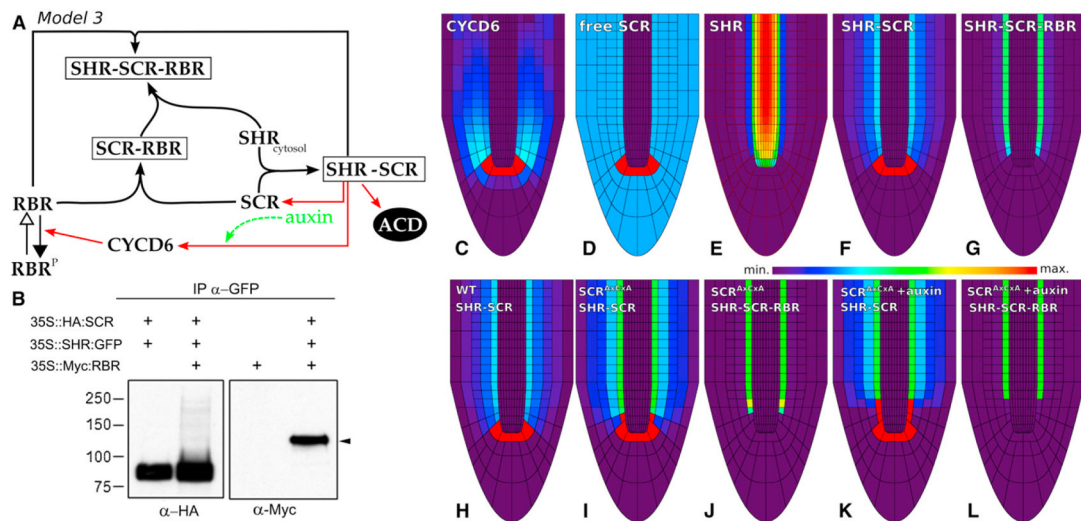 A
Model 3
SHR-SCR-RBR
SCR-RBR
SHR cytosol
SHR-SCR
RBR
SCR
auxin
ACD
CYCD6
RBR^P
B
IP α-GFP
35S::HA:SCR + + +
35S::SHR:GFP + + +
35S::Myc:RBR + + +
250
150
100
75
α-HA α-Myc
CYCD6
free SCR
SHR
SHR-SCR
SHR-SCR-RBR
C D E F G
min. max.
WT
SHR-SCR
SCR^AxCxA
SHR-SCR
SCR^AxCxA
SHR-SCR-RBR
SCR^AxCxA +auxin
SHR-SCR
SCR^AxCxA +auxin
SHR-SCR-RBR
H I J K L